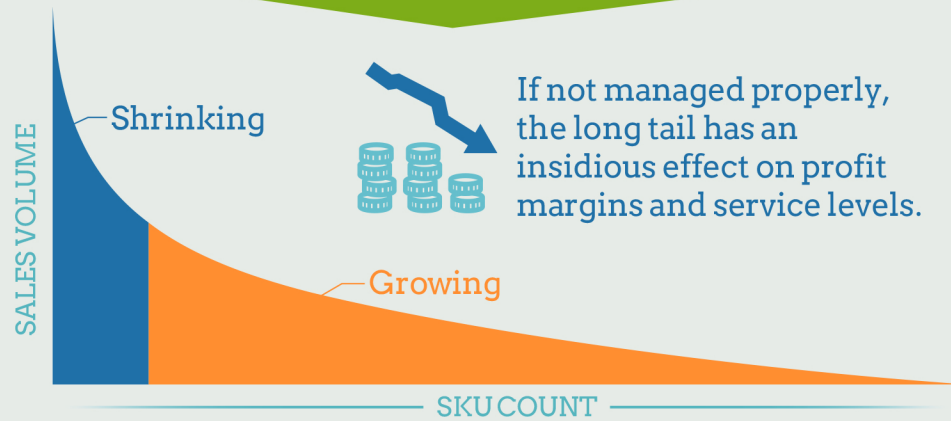 Shrinking
If not managed properly,
the long tail has an
insidious effect on profit
margins and service levels.
SALES VOLUME
Growing
SKU COUNT